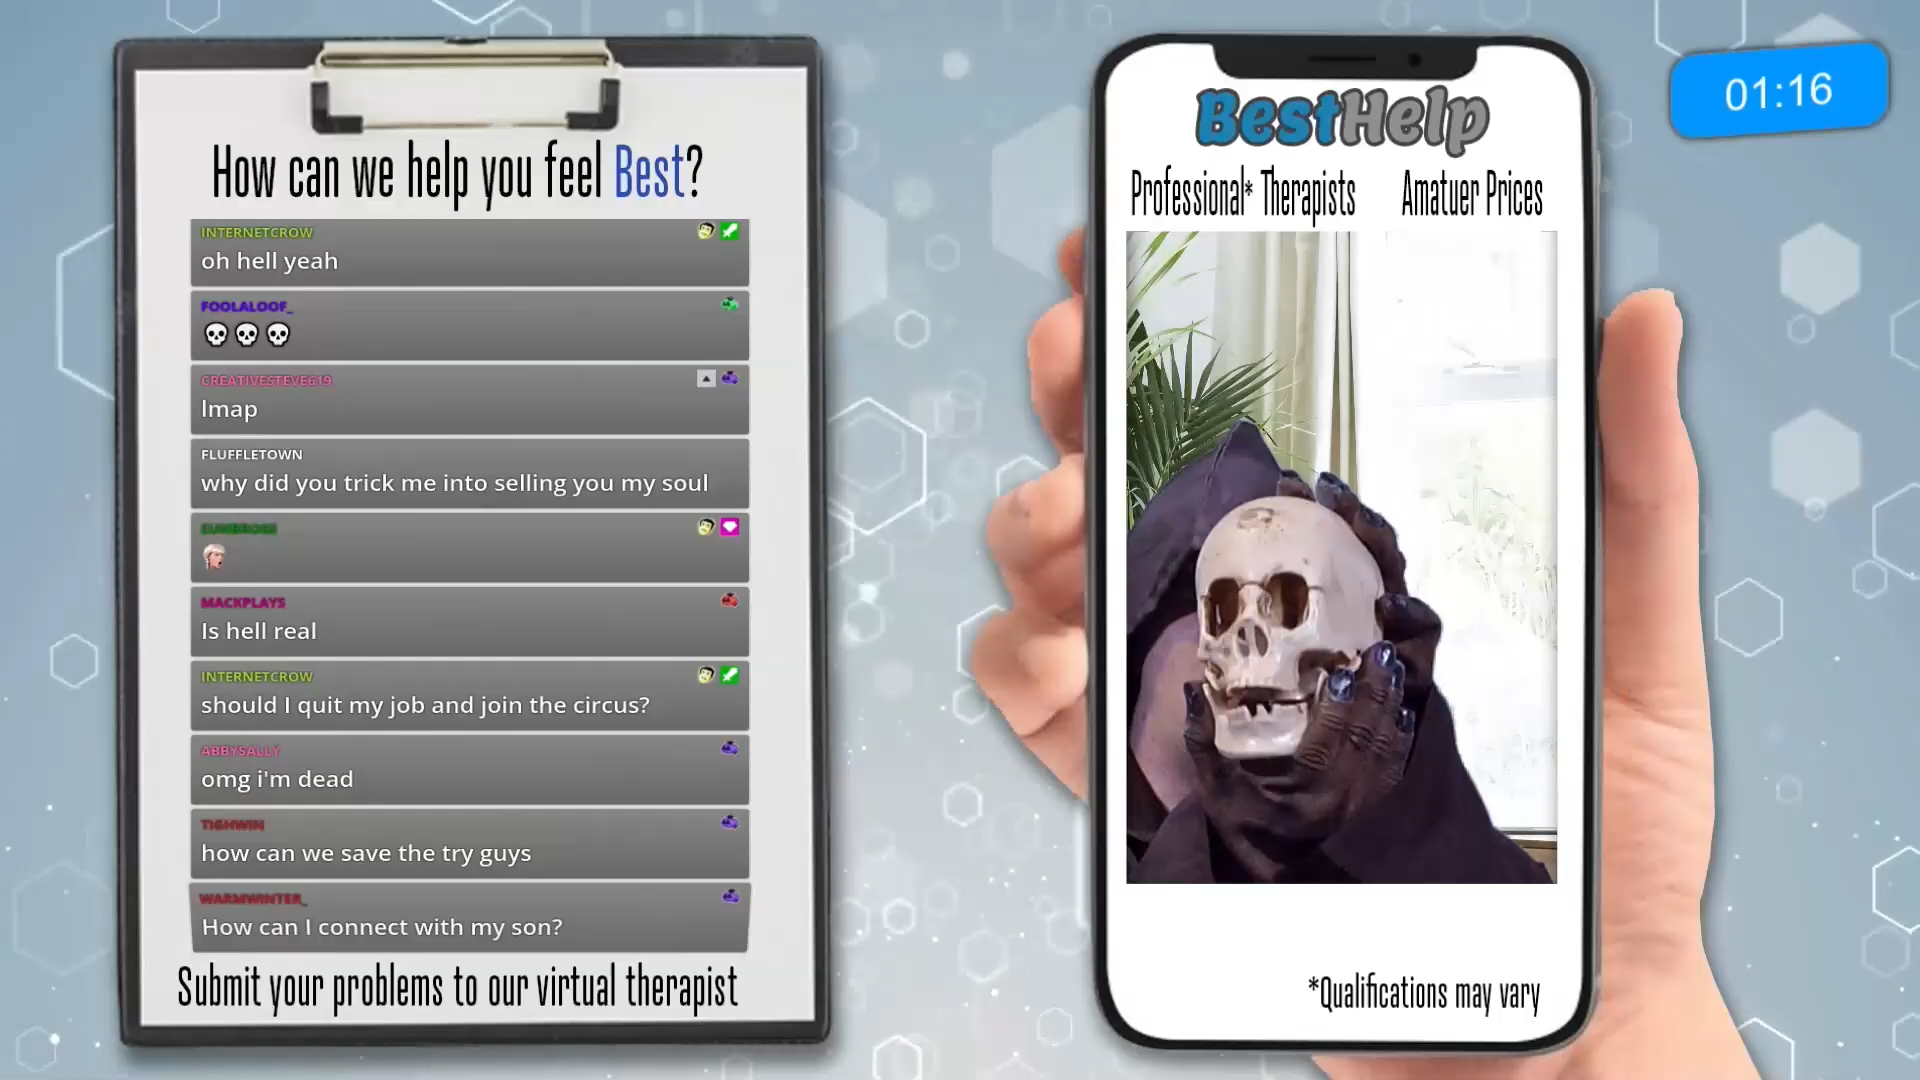 How can we help you feel Best?
INTERNETCROW
oh hell yeah
FOOLALOOF_
CREATIVESTEVE619
lmap
FLUFFLETOWN
why did you trick me into selling you my soul
MACKPLAYS
Is hell real
INTERNETCROW
should I quit my job and join the circus?
ABBYSALLY
omg i'm dead
TIGHWIN
how can we save the try guys
WARMWINTER_
How can I connect with my son?
Submit your problems to our virtual therapist
BestHelp
Professional* Therapists
Amatuer Prices
*Qualifications may vary
01:16